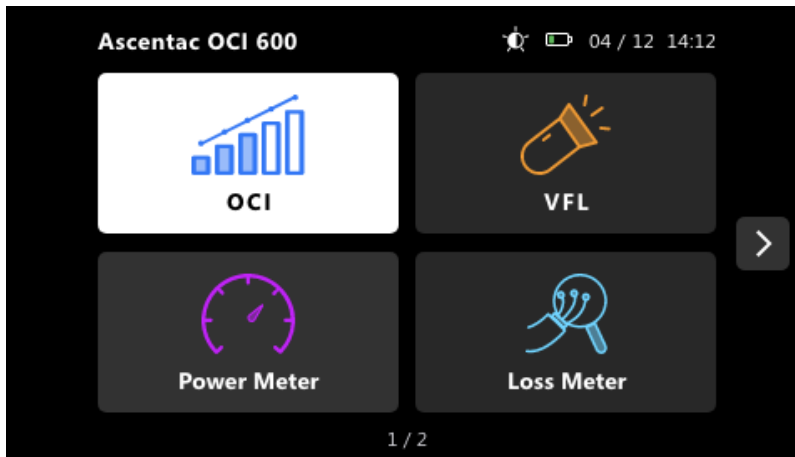 Ascentac OCI 600
04 / 12 14:12
OCI
VFL
Power Meter
Loss Meter
1 / 2